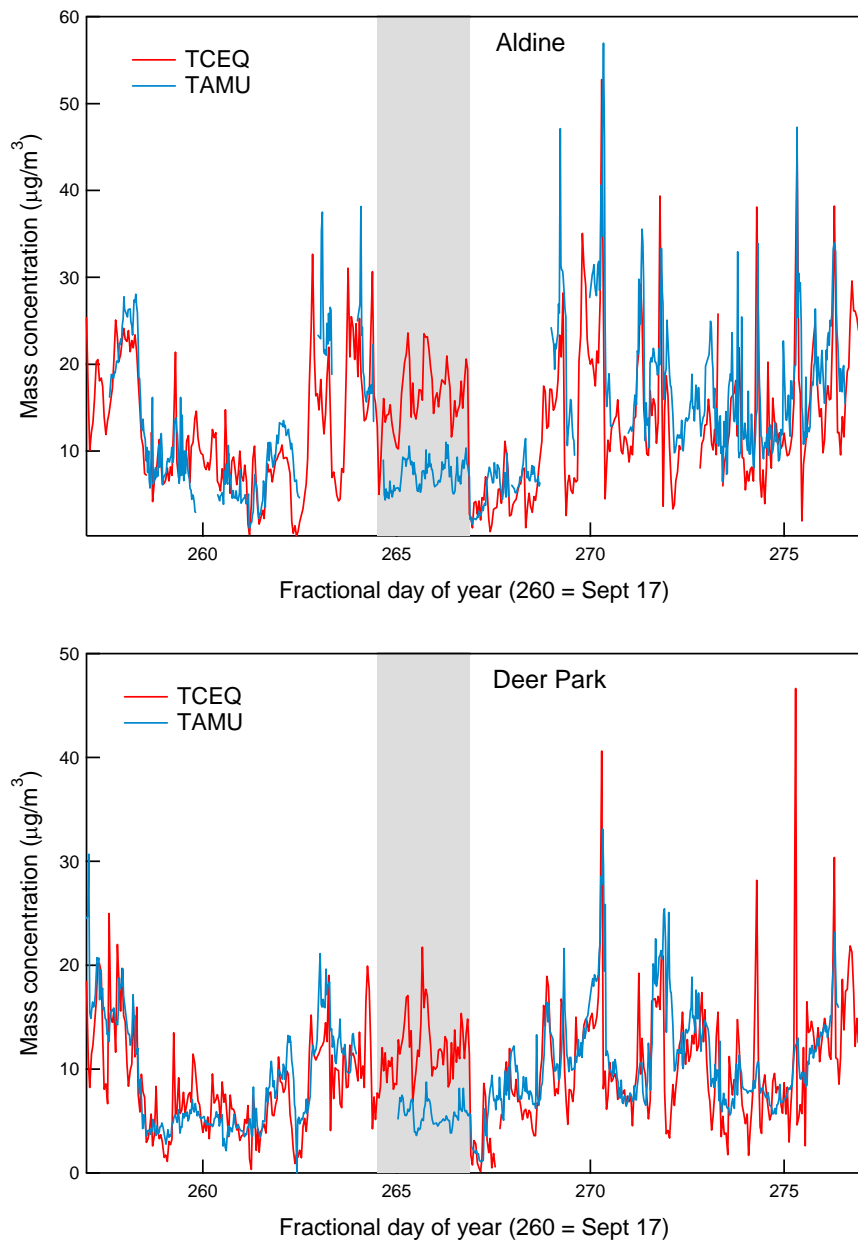 60
50
40
30
20
10
Mass concentration (µg/m³)
TCEQ
TAMU
Aldine
260
265
270
275
Fractional day of year (260 = Sept 17)
50
40
30
20
10
0
Mass concentration (µg/m³)
TCEQ
TAMU
Deer Park
260
265
270
275
Fractional day of year (260 = Sept 17)